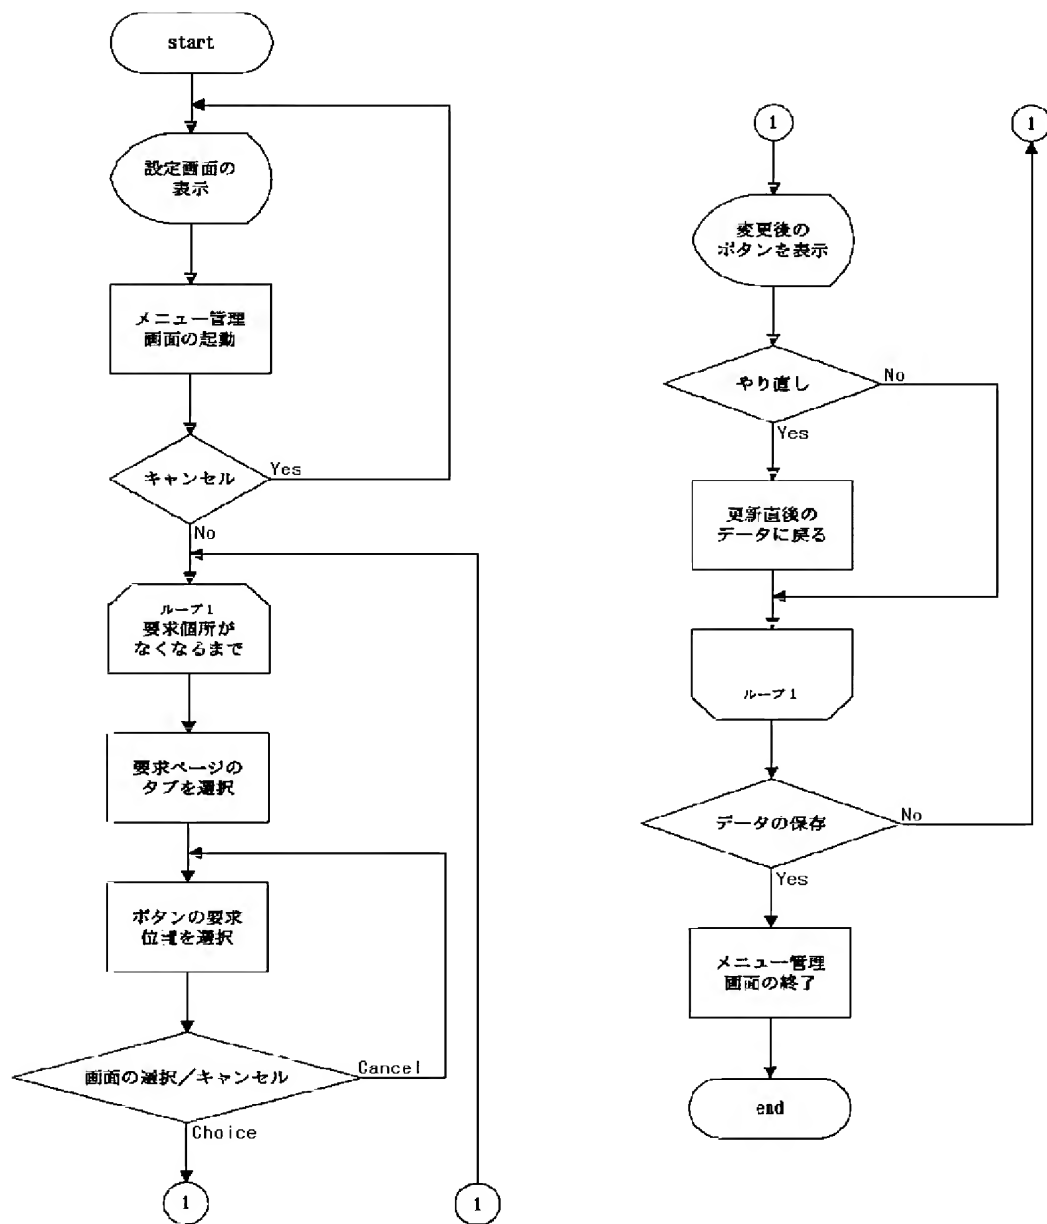 start
設定画面の
表示
メニュー管理
画面の起動
キャンセル
Yes
No
ループ1
要求個所が
なくなるまで
要求ページの
タブを選択
ボタンの要求
位置を選択
画面の選択／キャンセル
Cancel
Choice
1
1
1
1
変更後の
ボタンを表示
やり直し
No
Yes
更新直後の
データに戻る
ループ1
データの保存
No
Yes
メニュー管理
画面の終了
end